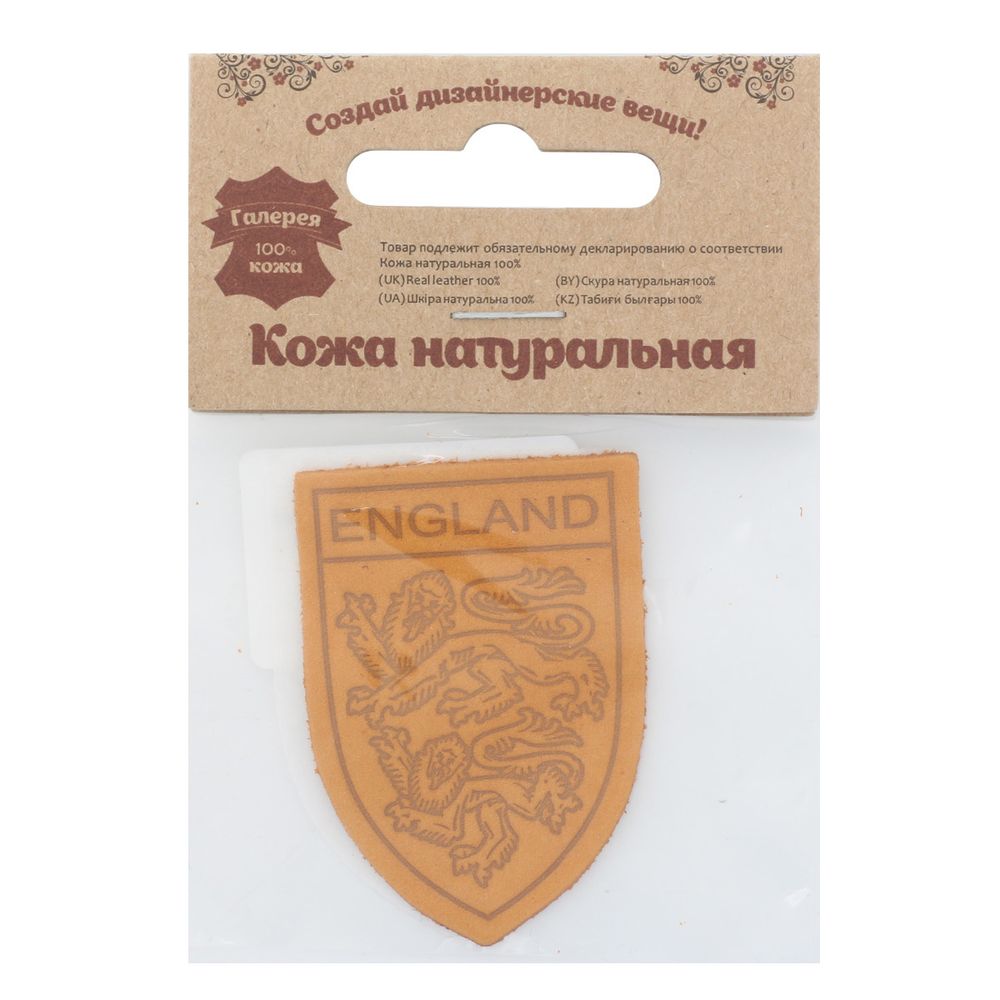 Создай дизайнерские вещи!
Галерея
100%
кожа
Товар подлежит обязательному декларированию о соответствии
Кожа натуральная 100%
(UK) Real leather 100% (BY) Скура натуральная 100%
(UA) Шкіра натуральна 100% (KZ) Табиғи былғары 100%
Кожа натуральная
ENGLAND